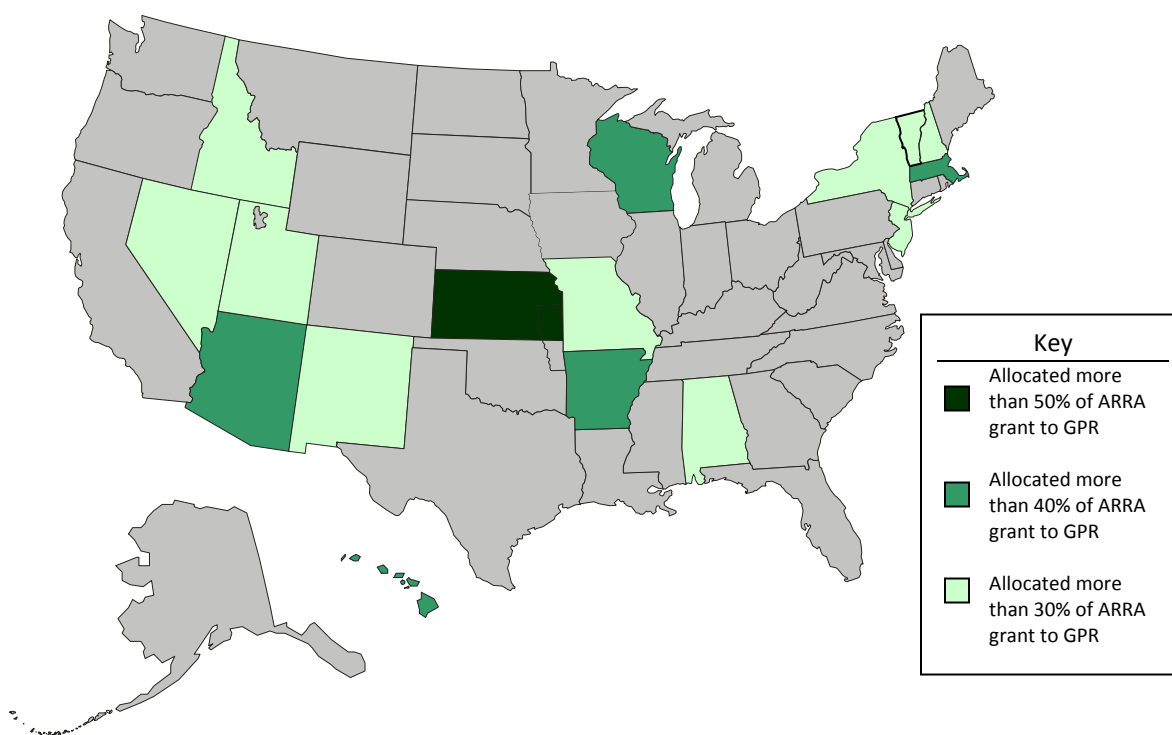 Key
Allocated more
than 50% of ARRA
grant to GPR
Allocated more
than 40% of ARRA
grant to GPR
Allocated more
than 30% of ARRA
grant to GPR